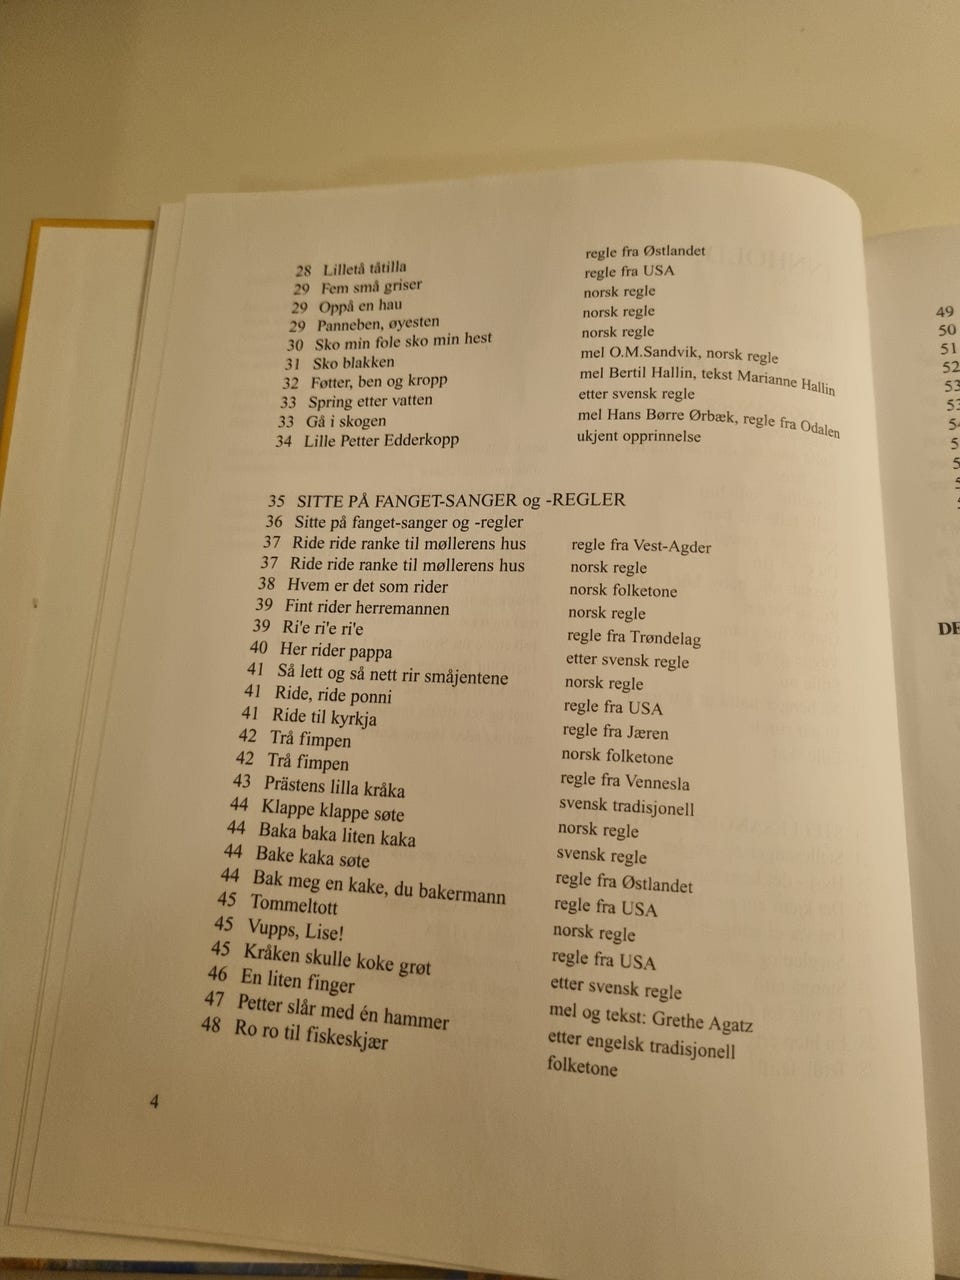 28 Lilletå tåtilla regle fra Østlandet
29 Fem små griser regle fra USA
29 Oppå en hau norsk regle
29 Panneben, øyesten norsk regle
30 Sko min fole sko min hest norsk regle
31 Sko blakken mel O.M.Sandvik, norsk regle
32 Føtter, ben og kropp mel Bertil Hallin, tekst Marianne Hallin
33 Spring etter vatten etter svensk regle
33 Gå i skogen mel Hans Børre Ørbæk, regle fra Odalen
34 Lille Petter Edderkopp ukjent opprinnelse
35 SITTE PÅ FANGET-SANGER og -REGLER
36 Sitte på fanget-sanger og -regler
37 Ride ride ranke til møllerens hus regle fra Vest-Agder
37 Ride ride ranke til møllerens hus norsk regle
38 Hvem er det som rider norsk folketone
39 Fint rider herremannen norsk regle
39 Ri'e ri'e ri'e regle fra Trøndelag
40 Her rider pappa etter svensk regle
41 Så lett og så nett rir småjentene norsk regle
41 Ride, ride ponni regle fra USA
41 Ride til kyrkja regle fra Jæren
42 Trå fimpen norsk folketone
42 Trå fimpen regle fra Vennesla
43 Prästens lilla kråka svensk tradisjonell
44 Klappe klappe søte norsk regle
44 Baka baka liten kaka svensk regle
44 Bake kaka søte regle fra Østlandet
44 Bak meg en kake, du bakermann regle fra USA
45 Tommeltott norsk regle
45 Vupps, Lise! regle fra USA
45 Kråken skulle koke grøt etter svensk regle
46 En liten finger mel og tekst: Grethe Agatz
47 Petter slår med én hammer etter engelsk tradisjonell
48 Ro ro til fiskeskjær folketone
4
49
50
51
52